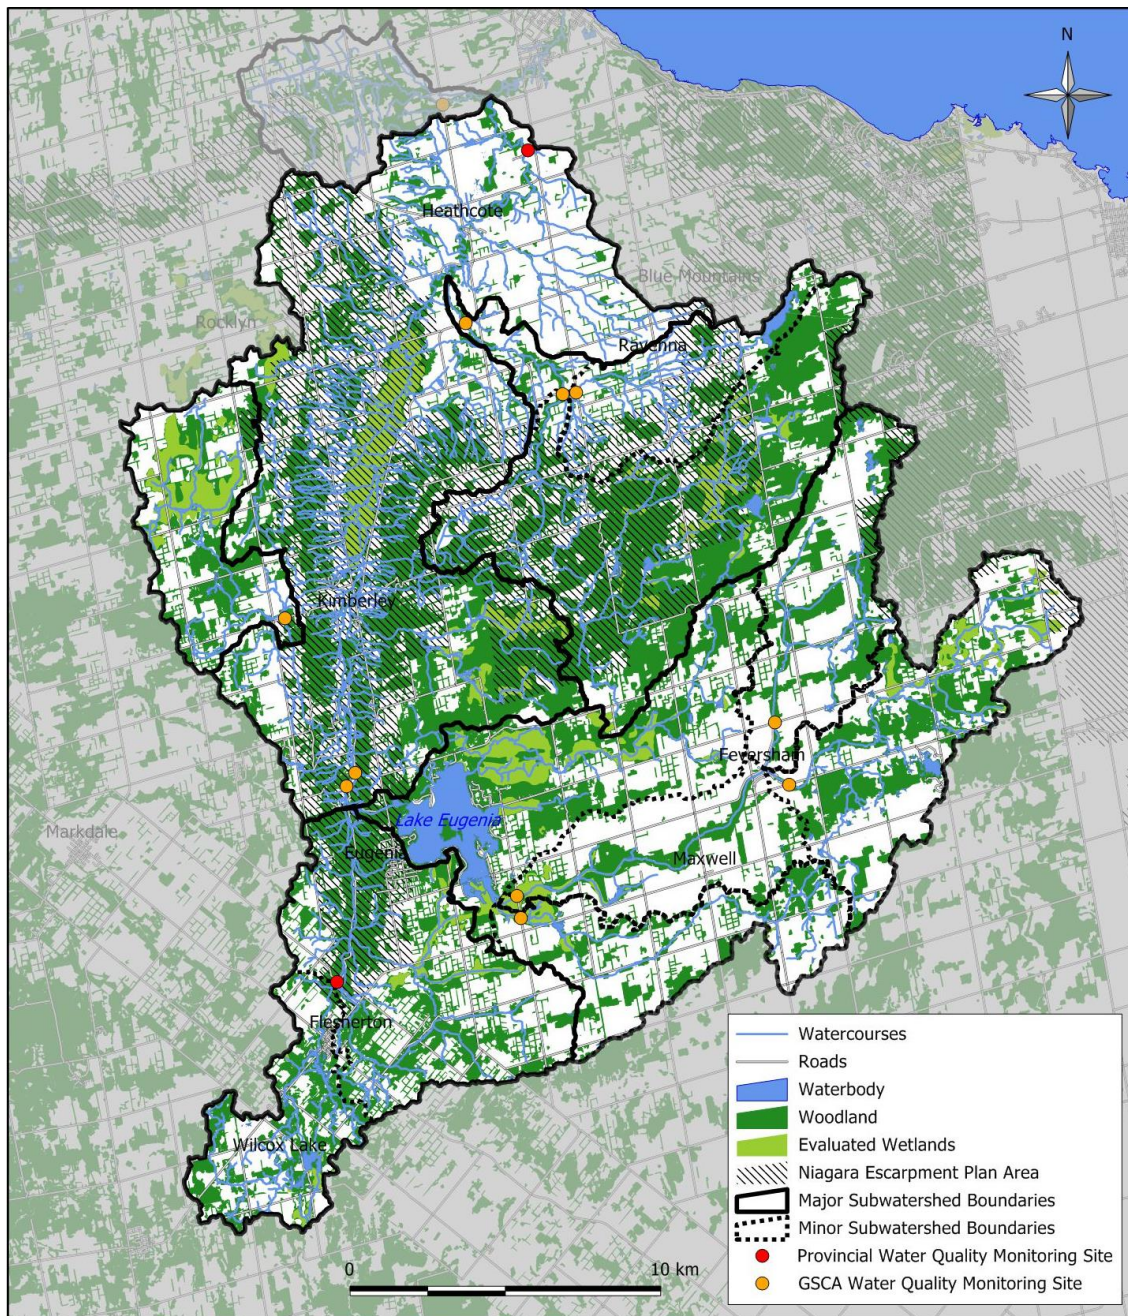 N
Heathcote
Blue Mountains
Rocklyn
Ravenna
Kimberley
Feversham
Markdale
Lake Eugenia
Eugenia
Maxwell
Flesherton
Wilcox Lake
Watercourses
Roads
Waterbody
Woodland
Evaluated Wetlands
Niagara Escarpment Plan Area
Major Subwatershed Boundaries
Minor Subwatershed Boundaries
Provincial Water Quality Monitoring Site
GSCA Water Quality Monitoring Site
0 10 km